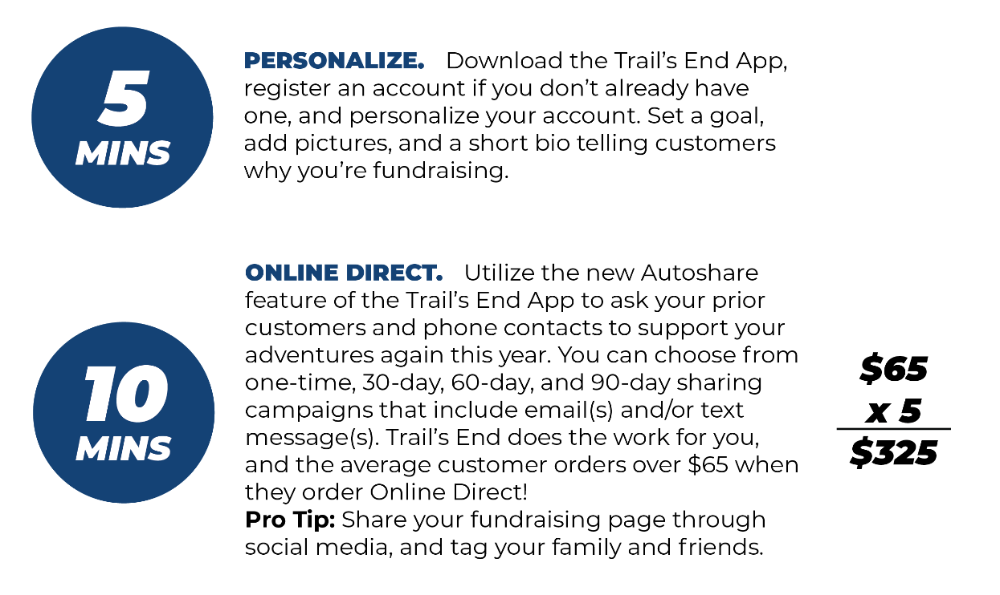 5
MINS
PERSONALIZE. Download the Trail's End App,
register an account if you don't already have
one, and personalize your account. Set a goal,
add pictures, and a short bio telling customers
why you're fundraising.
10
MINS
ONLINE DIRECT. Utilize the new Autoshare
feature of the Trail's End App to ask your prior
customers and phone contacts to support your
adventures again this year. You can choose from
one-time, 30-day, 60-day, and 90-day sharing
campaigns that include email(s) and/or text
message(s). Trail's End does the work for you,
and the average customer orders over $65 when
they order Online Direct!
Pro Tip: Share your fundraising page through
social media, and tag your family and friends.
$65
x 5
$325